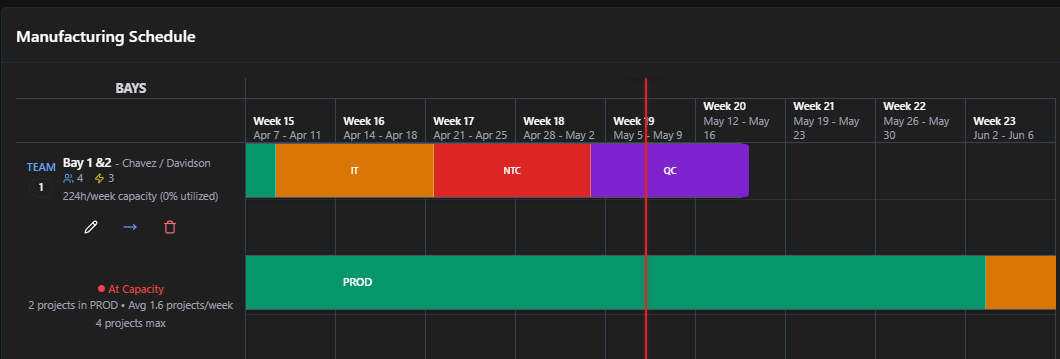 Manufacturing Schedule
BAYS
Week 15
Apr 7 - Apr 11
Week 16
Apr 14 - Apr 18
Week 17
Apr 21 - Apr 25
Week 18
Apr 28 - May 2
Week 19
May 5 - May 9
Week 20
May 12 - May
16
Week 21
May 19 - May
23
Week 22
May 26 - May
30
Week 23
Jun 2 - Jun 6
TEAM
1
Bay 1 &2 - Chavez / Davidson
4 3
224h/week capacity (0% utilized)
IT
NTC
QC
At Capacity
2 projects in PROD • Avg 1.6 projects/week
4 projects max
PROD